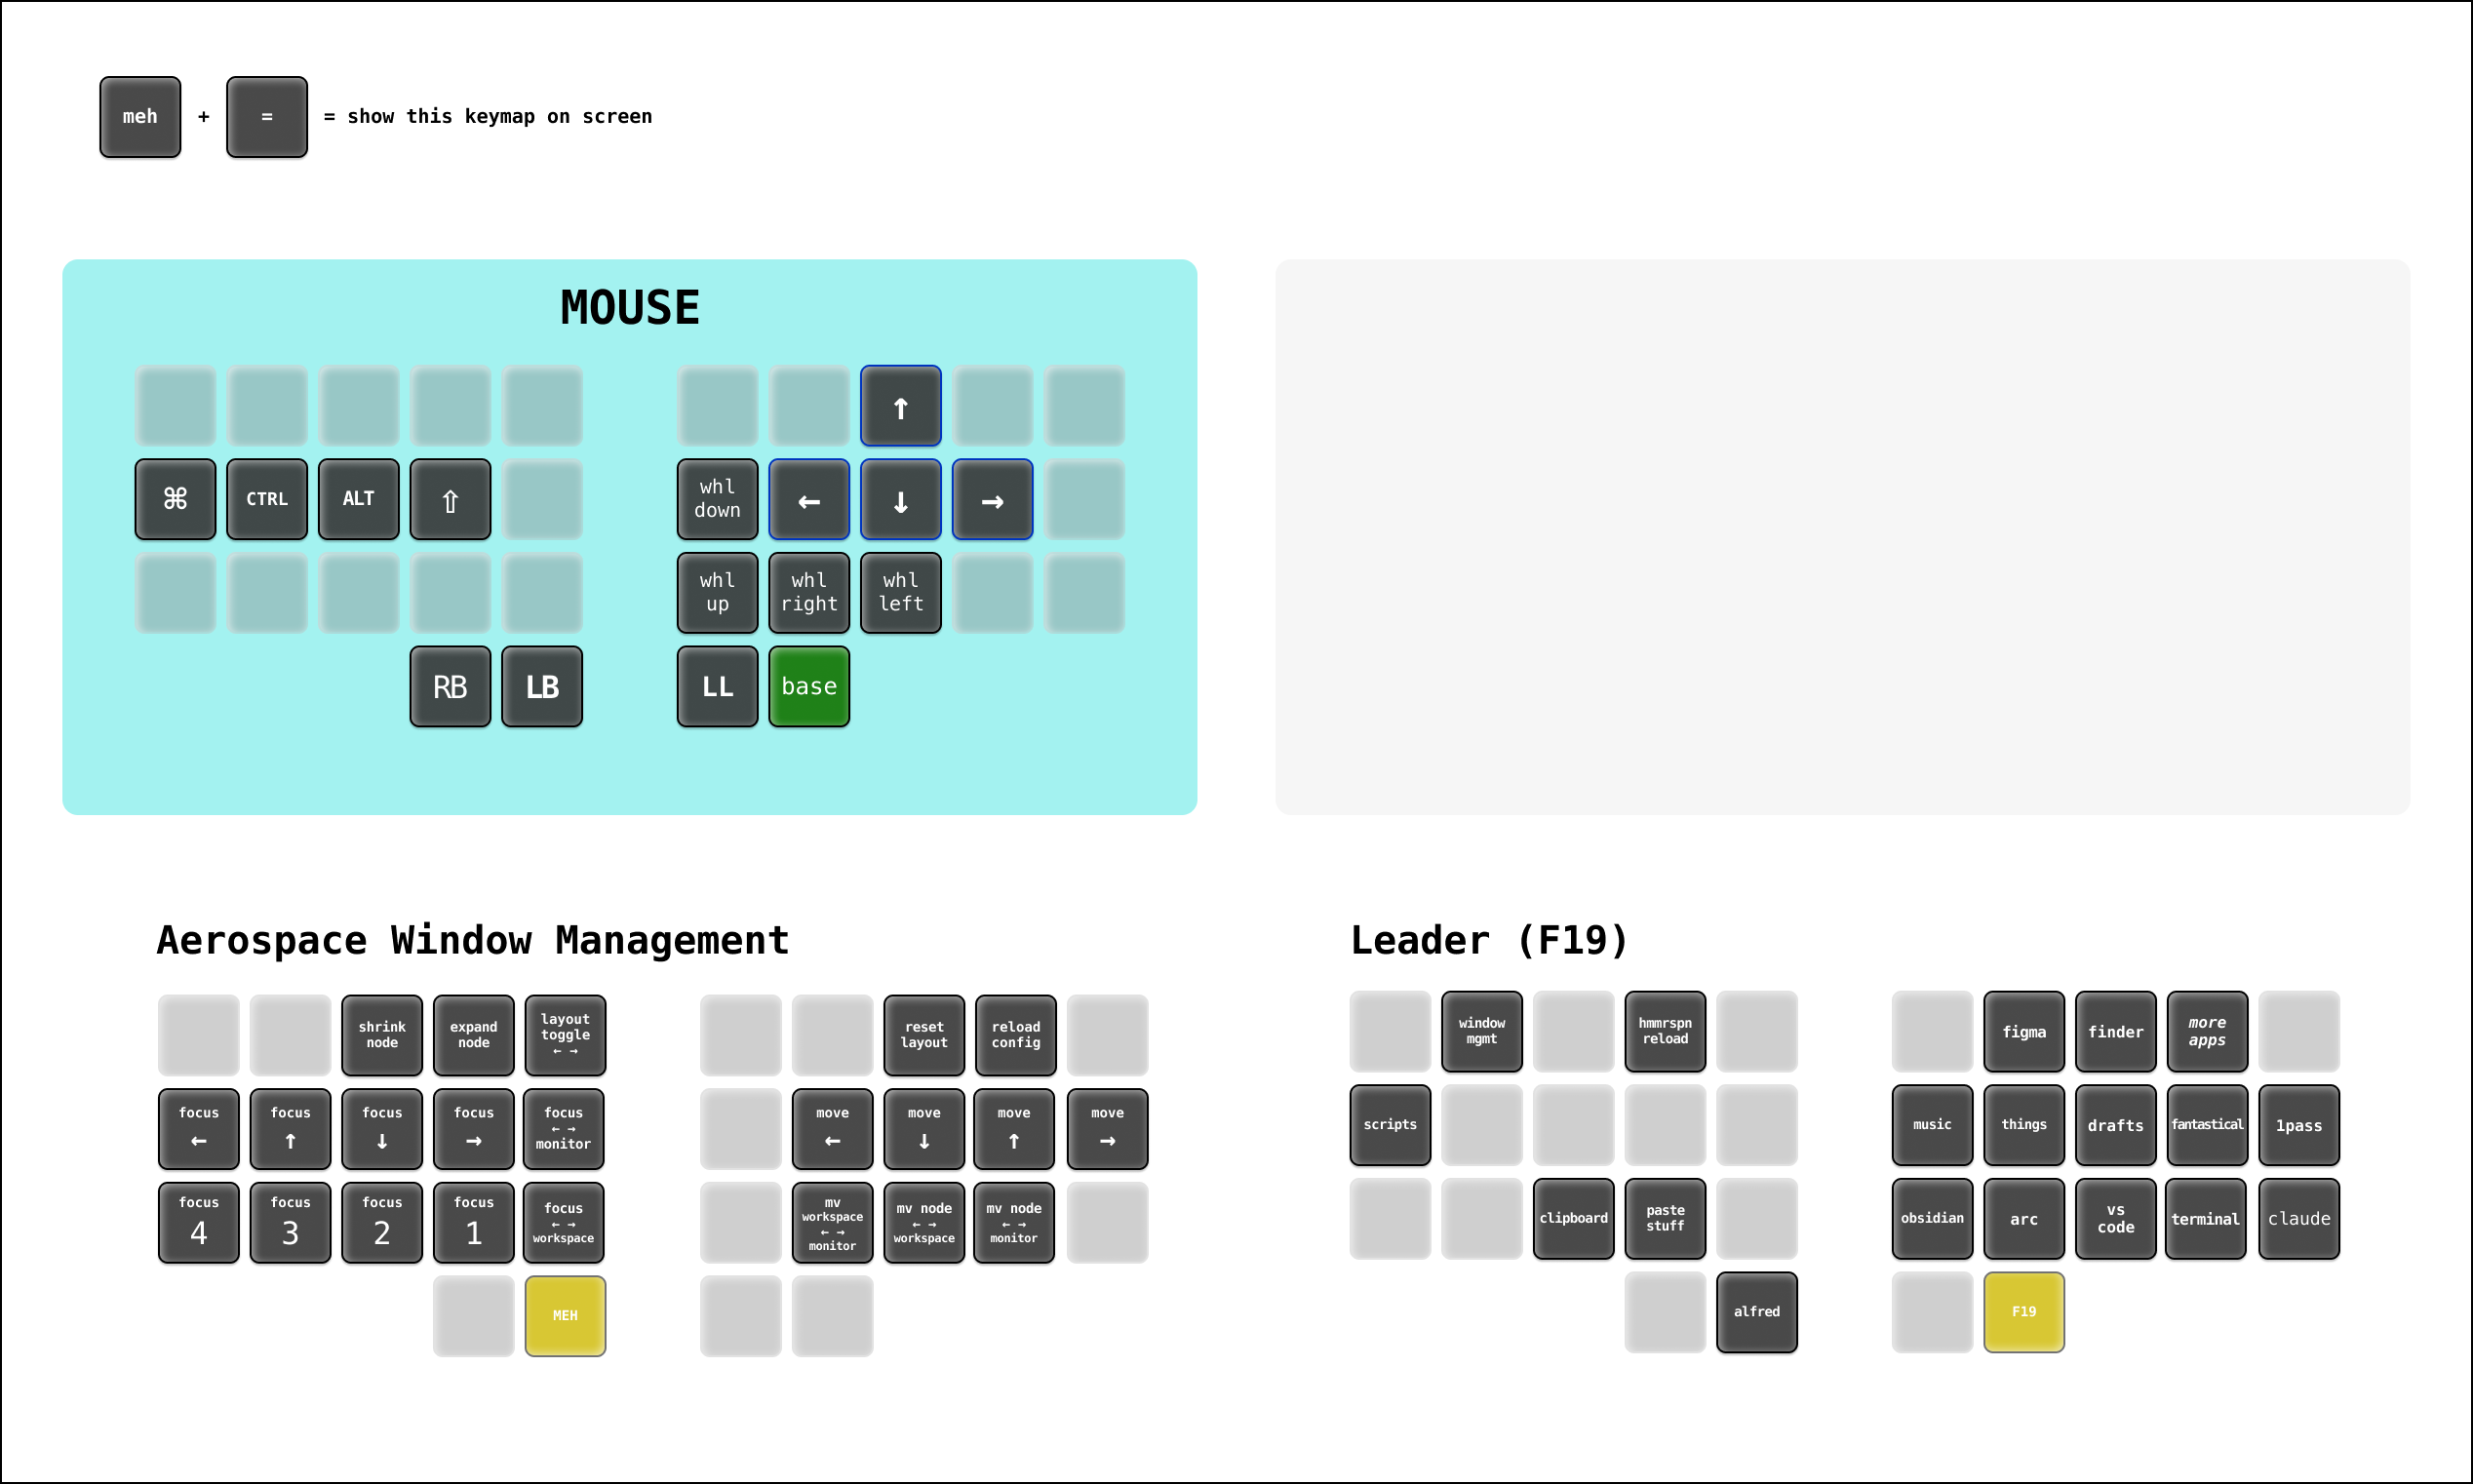 meh + = = show this keymap on screen
MOUSE
↑
⌘ CTRL ALT ⇧
whl
down
← ↓ →
whl
up
whl
right
whl
left
RB LB LL base
Aerospace Window Management
shrink
node
expand
node
layout
toggle
← →
reset
layout
reload
config
focus
←
focus
↑
focus
↓
focus
→
focus
← →
monitor
move
←
move
↓
move
↑
move
→
focus
4
focus
3
focus
2
focus
1
focus
← →
workspace
mv
workspace
← →
monitor
mv node
← →
workspace
mv node
← →
monitor
MEH
Leader (F19)
window
mgmt
hmmrspn
reload
figma
finder
more
apps
scripts
music
things
drafts
fantastical
1pass
clipboard
paste
stuff
obsidian
arc
vs
code
terminal
claude
alfred
F19